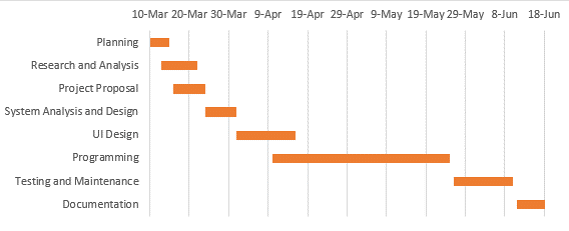 10-Mar 20-Mar 30-Mar 9-Apr 19-Apr 29-Apr 9-May 19-May 29-May 8-Jun 18-Jun
Planning
Research and Analysis
Project Proposal
System Analysis and Design
UI Design
Programming
Testing and Maintenance
Documentation